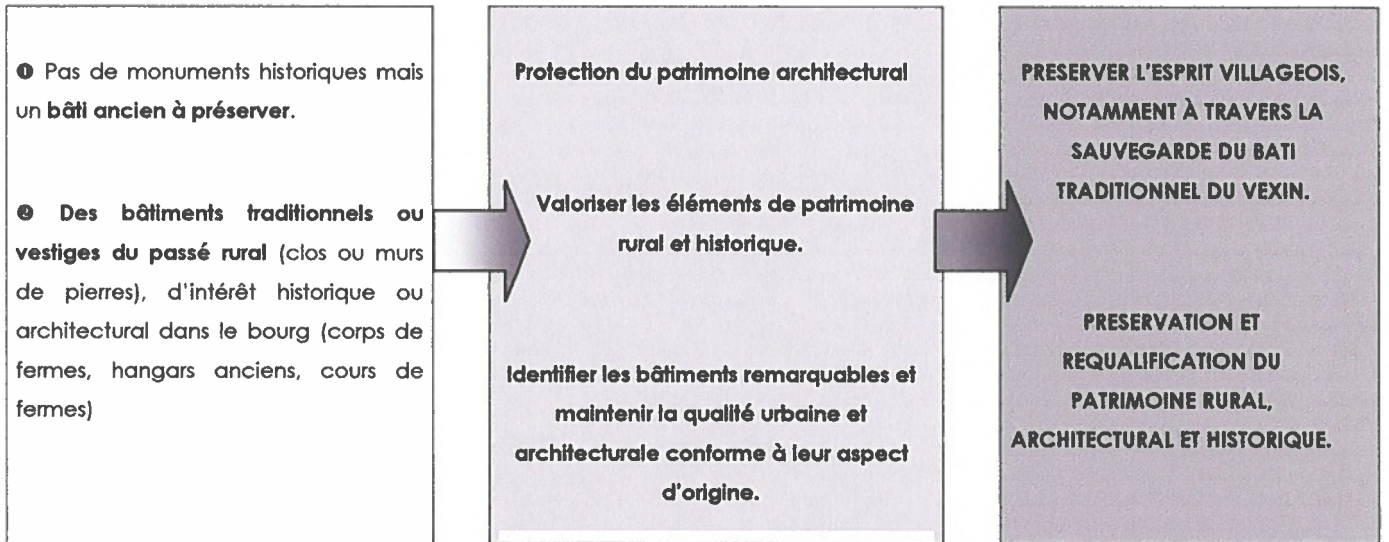 ❶ Pas de monuments historiques mais
un bâti ancien à préserver.
❷ Des bâtiments traditionnels ou
vestiges du passé rural (clos ou murs
de pierres), d'intérêt historique ou
architectural dans le bourg (corps de
fermes, hangars anciens, cours de
fermes)
Protection du patrimoine architectural
Valoriser les éléments de patrimoine
rural et historique.
Identifier les bâtiments remarquables et
maintenir la qualité urbaine et
architecturale conforme à leur aspect
d'origine.
PRESERVER L'ESPRIT VILLAGEOIS,
NOTAMMENT À TRAVERS LA
SAUVEGARDE DU BATI
TRADITIONNEL DU VEXIN.
PRESERVATION ET
REQUALIFICATION DU
PATRIMOINE RURAL,
ARCHITECTURAL ET HISTORIQUE.